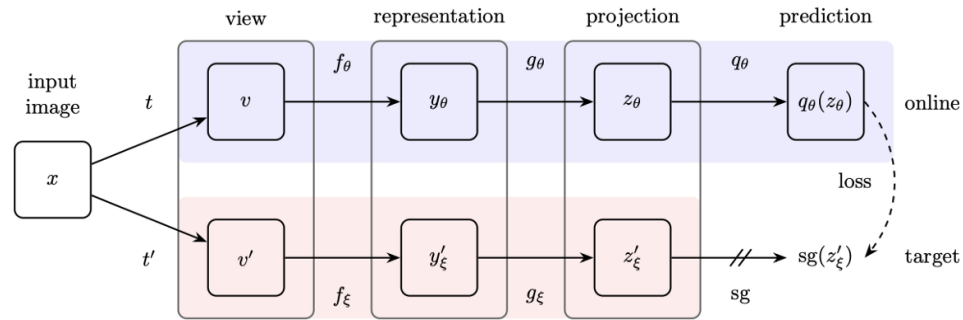 view
representation
projection
prediction
input
image
t
f_θ
g_θ
q_θ
v
y_θ
z_θ
q_θ(z_θ)
online
x
loss
t′
v′
y′_ξ
z′_ξ
sg(z′_ξ)
target
f_ξ
g_ξ
sg